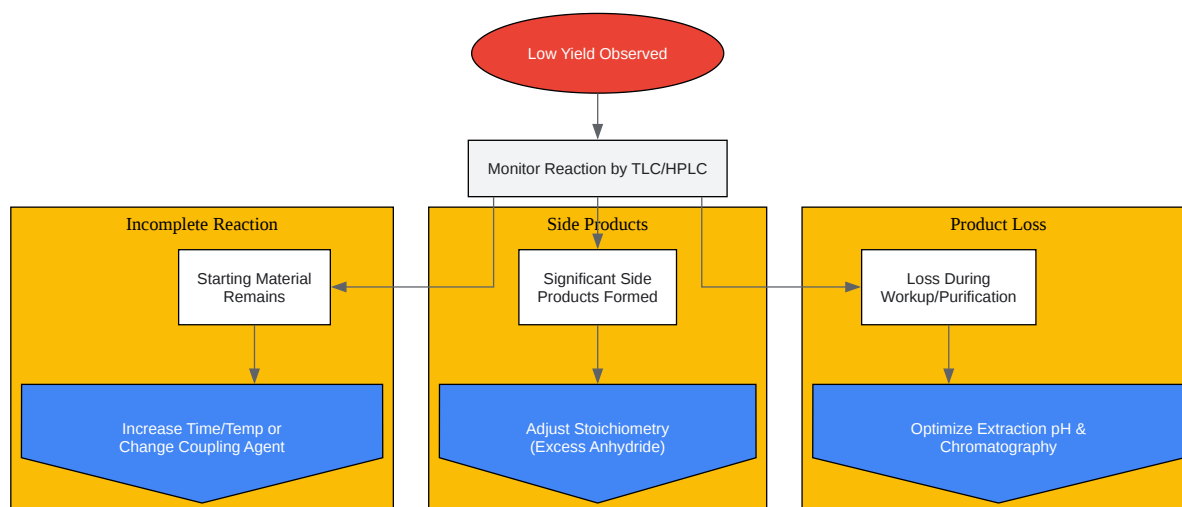 Low Yield Observed
Monitor Reaction by TLC/HPLC
Incomplete Reaction
Side Products
Product Loss
Starting Material
Remains
Significant Side
Products Formed
Loss During
Workup/Purification
Increase Time/Temp or
Change Coupling Agent
Adjust Stoichiometry
(Excess Anhydride)
Optimize Extraction pH &
Chromatography